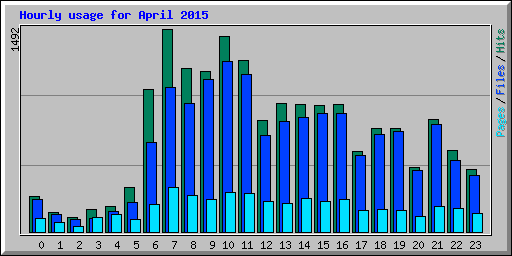 Hourly usage for April 2015
1492
Pages/Files/Hits
0 1 2 3 4 5 6 7 8 9 10 11 12 13 14 15 16 17 18 19 20 21 22 23